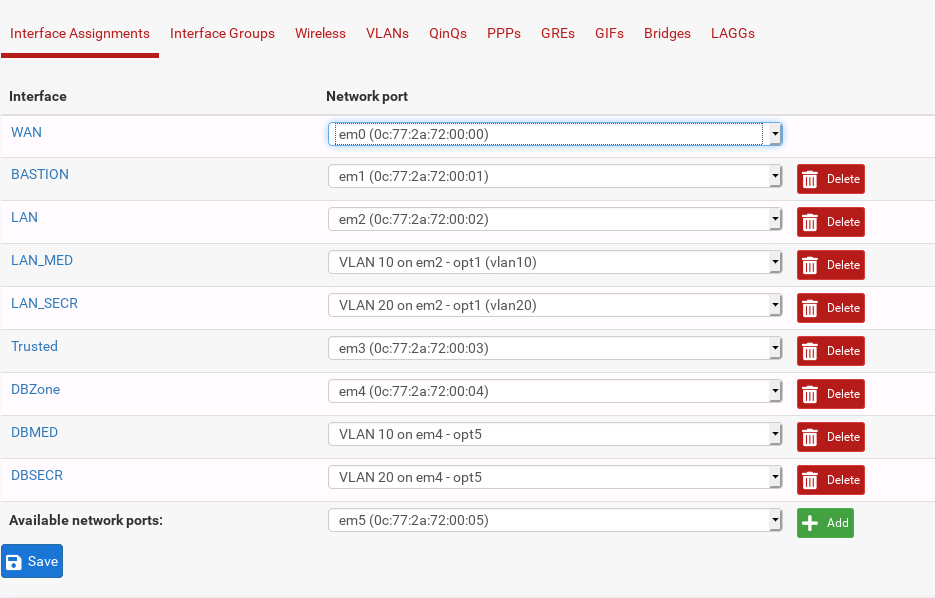 Interface Assignments Interface Groups Wireless VLANs QinQs PPPs GREs GIFs Bridges LAGGs
Interface Network port
WAN em0 (0c:77:2a:72:00:00)
BASTION em1 (0c:77:2a:72:00:01) Delete
LAN em2 (0c:77:2a:72:00:02) Delete
LAN_MED VLAN 10 on em2 - opt1 (vlan10) Delete
LAN_SECR VLAN 20 on em2 - opt1 (vlan20) Delete
Trusted em3 (0c:77:2a:72:00:03) Delete
DBZone em4 (0c:77:2a:72:00:04) Delete
DBMED VLAN 10 on em4 - opt5 Delete
DBSECR VLAN 20 on em4 - opt5 Delete
Available network ports: em5 (0c:77:2a:72:00:05) Add
Save